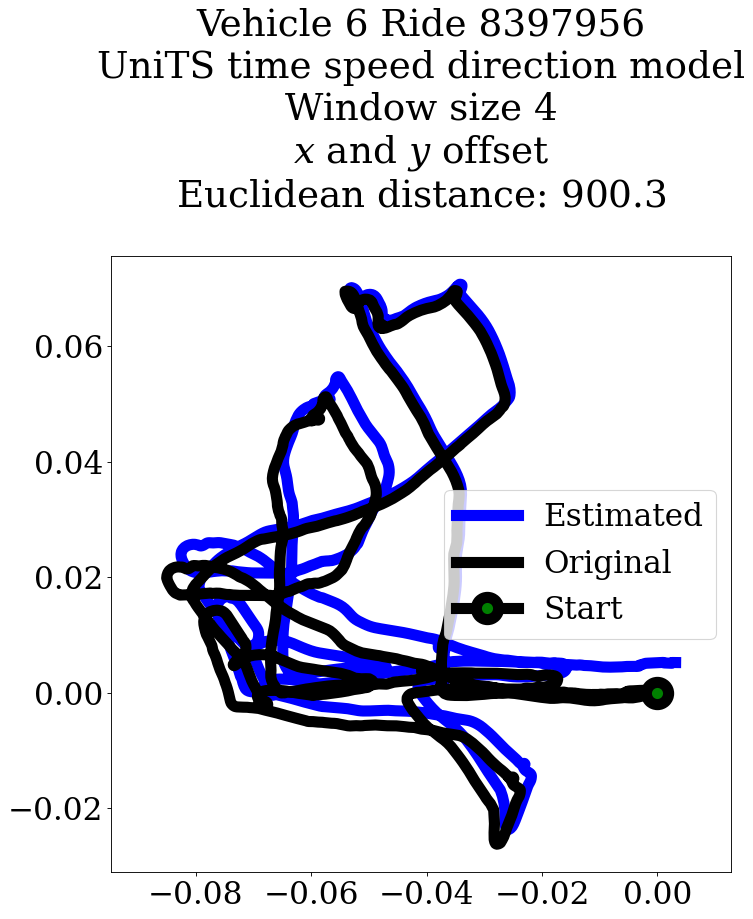 Vehicle 6 Ride 8397956
UniTS time speed direction model
Window size 4
x and y offset
Euclidean distance: 900.3
0.06
0.04
0.02
0.00
−0.02
Estimated
Original
Start
−0.08 −0.06 −0.04 −0.02 0.00